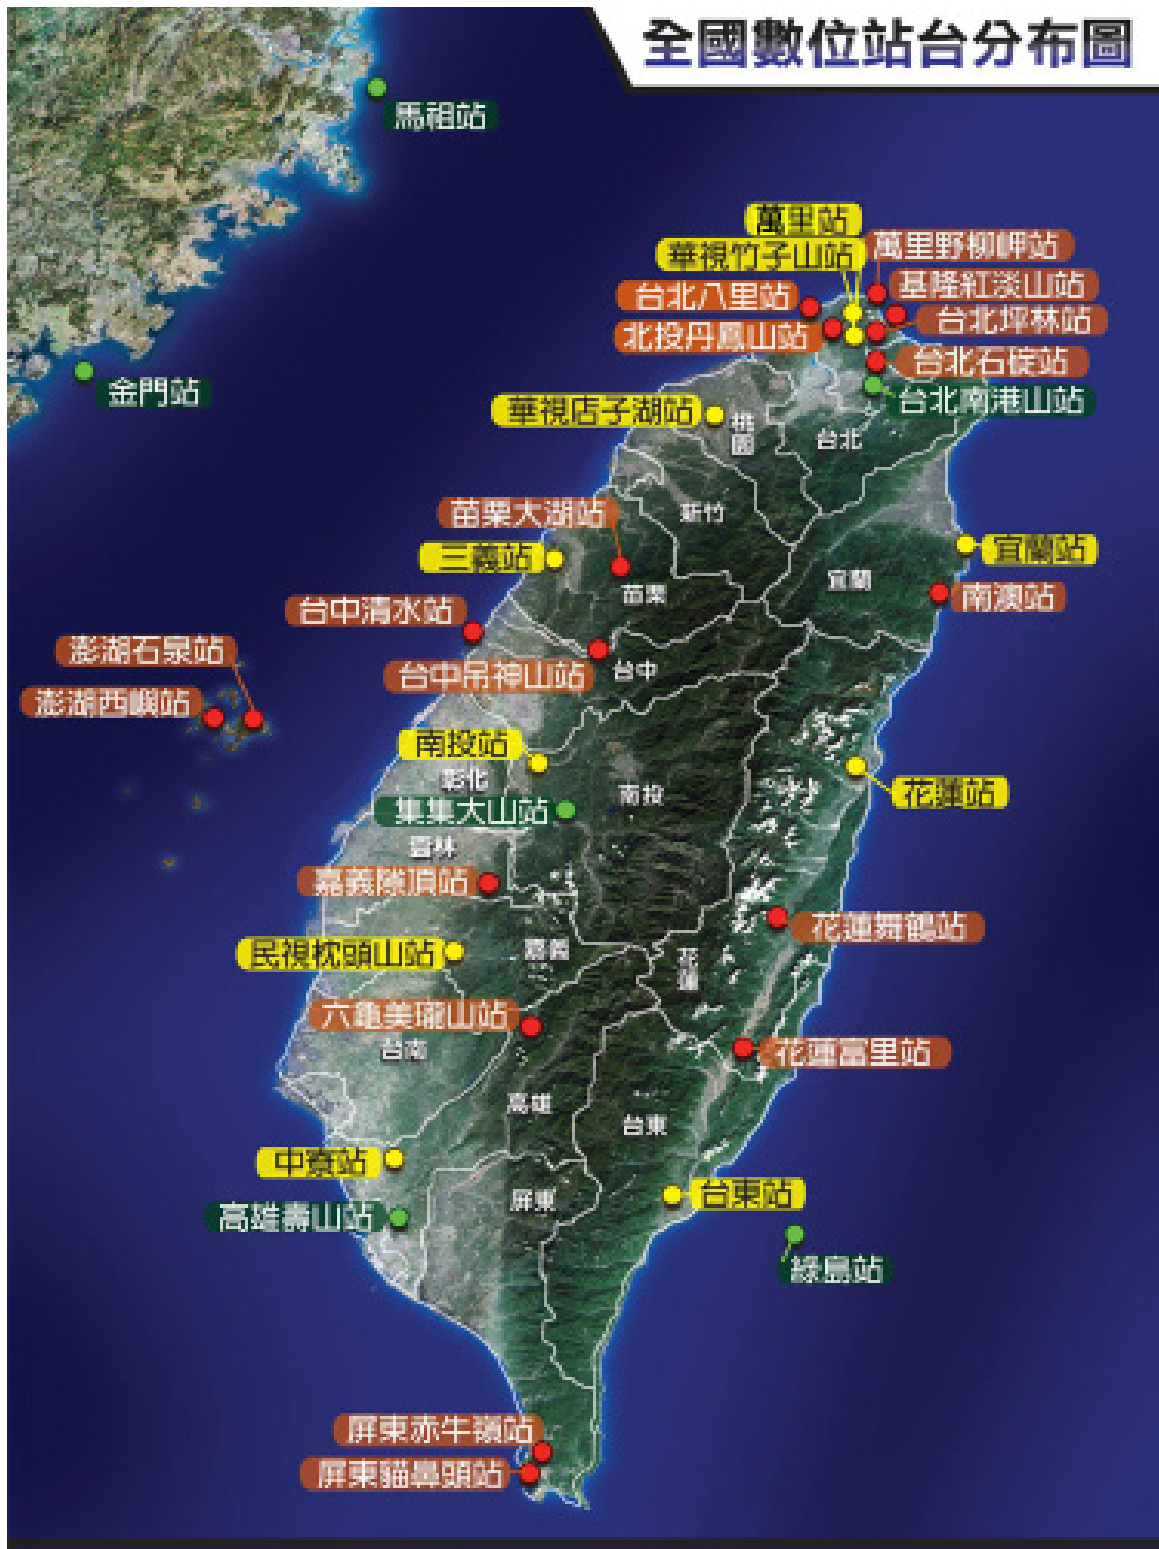 全國數位站台分布圖
馬祖站
萬里站
華視竹子山站
萬里野柳岬站
台北八里站
基隆紅淡山站
北投丹鳳山站
台北坪林站
台北石碇站
金門站
台北南港山站
華視店子湖站
桃園
台北
苗栗大湖站
新竹
三義站
宜蘭站
宜蘭
苗栗
南澳站
台中清水站
澎湖石泉站
台中吊神山站
台中
澎湖西嶼站
南投站
彰化
花蓮站
南投
集集大山站
雲林
嘉義隙頂站
花蓮舞鶴站
民視枕頭山站
嘉義
花蓮
六龜美瓏山站
台南
花蓮富里站
高雄
台東
中寮站
屏東
台東站
高雄壽山站
綠島站
屏東赤牛嶺站
屏東貓鼻頭站